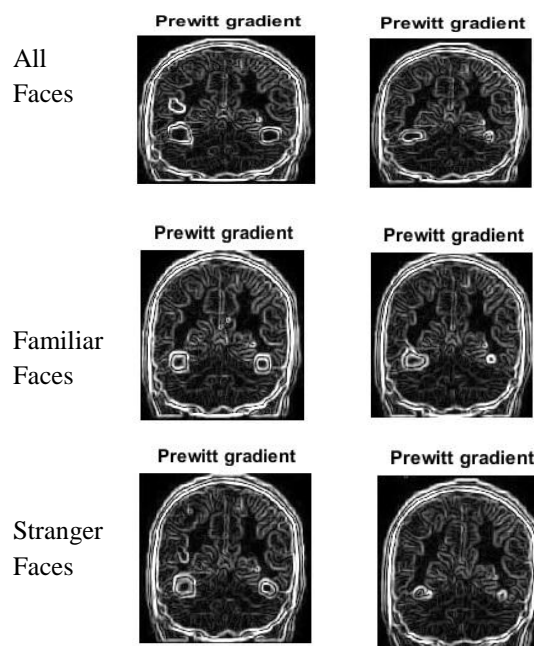 Prewitt gradient
Prewitt gradient
All
Faces
Prewitt gradient
Prewitt gradient
Familiar
Faces
Prewitt gradient
Prewitt gradient
Stranger
Faces